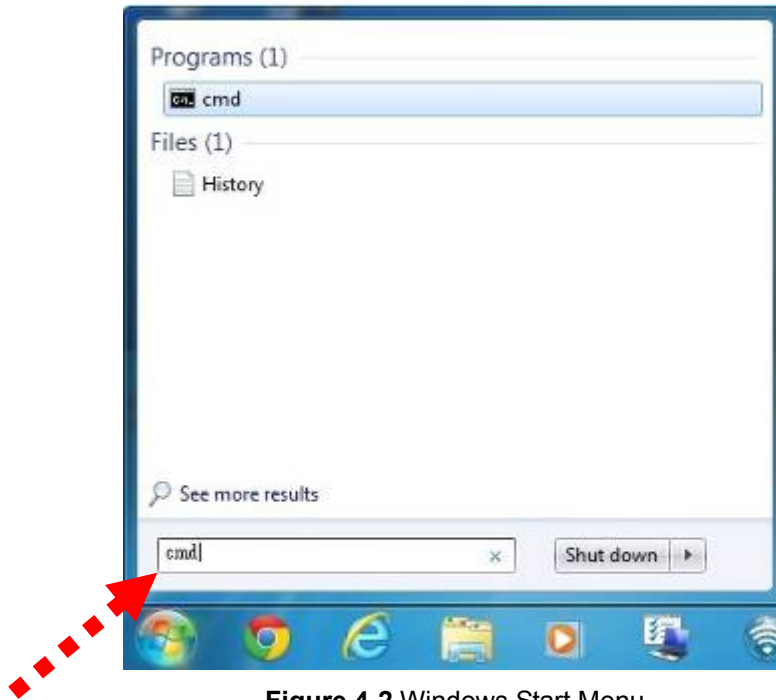 Programs (1)
cmd
Files (1)
History
See more results
cmd
Shut down
Figure 4-2 Windows Start Menu